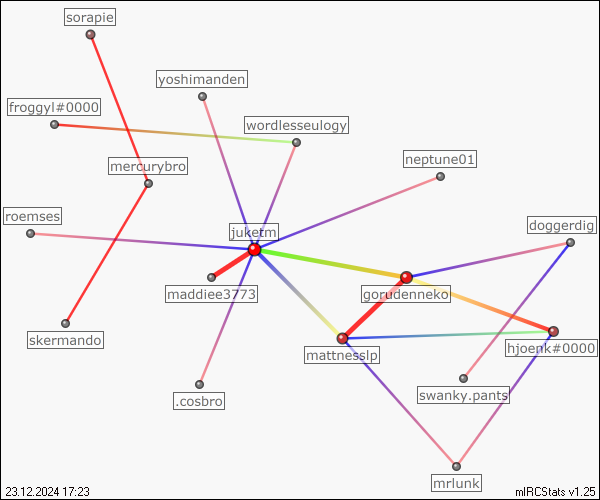 sorapie
yoshimanden
froggyl#0000
wordlesseulogy
neptune01
mercurybro
roemses
doggerdig
juketm
maddiee3773
gorudenneko
skermando
hjoenk#0000
mattnesslp
swanky.pants
.cosbro
mrlunk
23.12.2024 17:23
mIRCStats v1.25